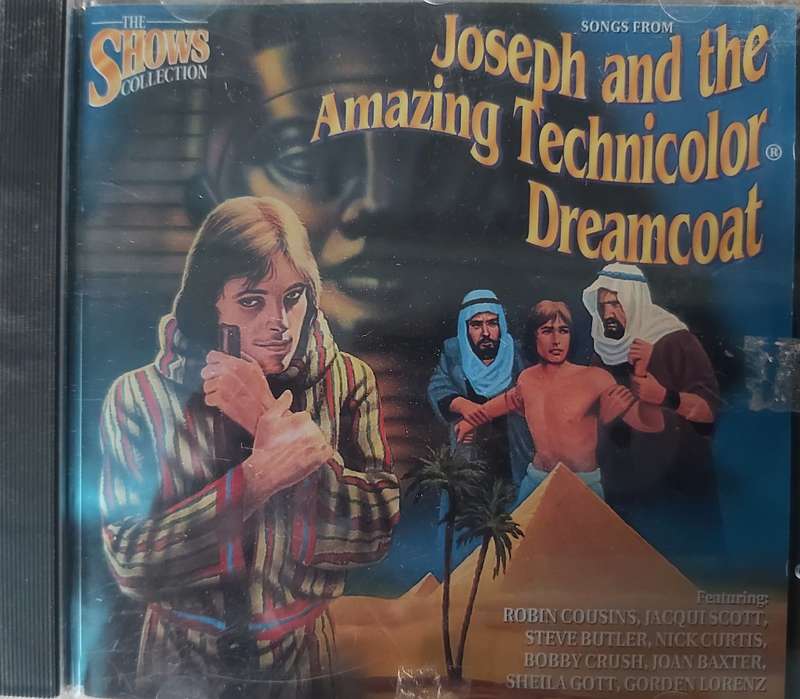 THE
SHOWS
COLLECTION
SONGS FROM
Joseph and the
Amazing Technicolor®
Dreamcoat
Featuring:
ROBIN COUSINS, JACQUI SCOTT,
STEVE BUTLER, NICK CURTIS,
BOBBY CRUSH, JOAN BAXTER,
SHEILA GOTT, GORDEN LORENZ